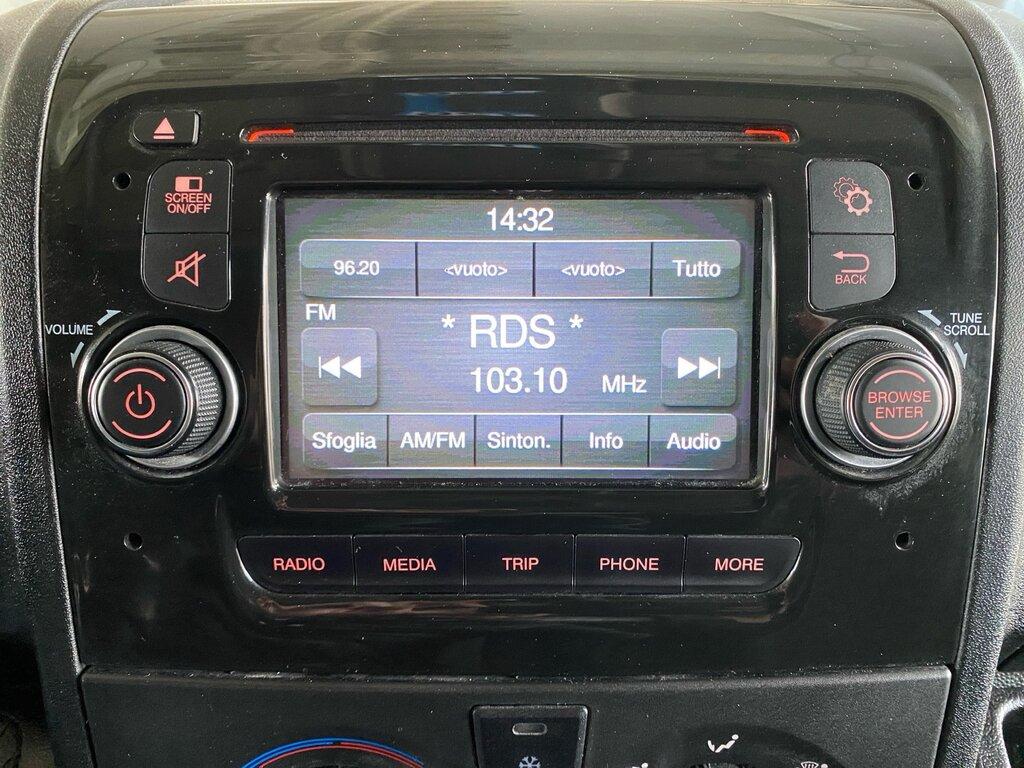 SCREEN
ON/OFF
14:32
96.20 <vuoto> <vuoto> Tutto
BACK
FM
VOLUME
TUNE
SCROLL
* RDS *
103.10 MHz
BROWSE
ENTER
Sfoglia AM/FM Sinton. Info Audio
RADIO MEDIA TRIP PHONE MORE